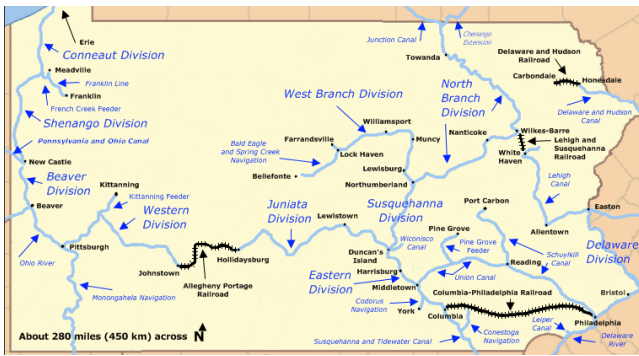 Erie
Conneaut Division
Meadville
Franklin Line
Franklin
French Creek Feeder
Shenango Division
Pennsylvania and Ohio Canal
New Castle
Beaver
Division
Beaver
Ohio River
Kittanning
Kittanning Feeder
Western
Division
Pittsburgh
Monongahela Navigation
Johnstown
Allegheny Portage
Railroad
Hollidaysburg
About 280 miles (450 km) across
N
Junction Canal
Chenango
Extension
Towanda
North
Branch
Division
West Branch Division
Williamsport
Farrandsville
Bald Eagle
and Spring Creek
Navigation
Lock Haven
Bellefonte
Muncy
Nanticoke
Lewisburg
Northumberland
Juniata
Division
Lewistown
Susquehanna
Division
Duncan's
Island
Wiconisco
Canal
Harrisburg
Eastern
Division
Middletown
Codorus
Navigation
York
Columbia
Susquehanna and Tidewater Canal
Conestoga
Navigation
Columbia-Philadelphia Railroad
Union Canal
Pine Grove
Pine Grove
Feeder
Port Carbon
Reading
Schuylkill
Canal
Delaware and Hudson
Railroad
Carbondale
Honesdale
Delaware and Hudson
Canal
Wilkes-Barre
Lehigh and
Susquehanna
Railroad
White
Haven
Lehigh
Canal
Easton
Allentown
Delaware
Division
Bristol
Leiper
Canal
Philadelphia
Delaware
River